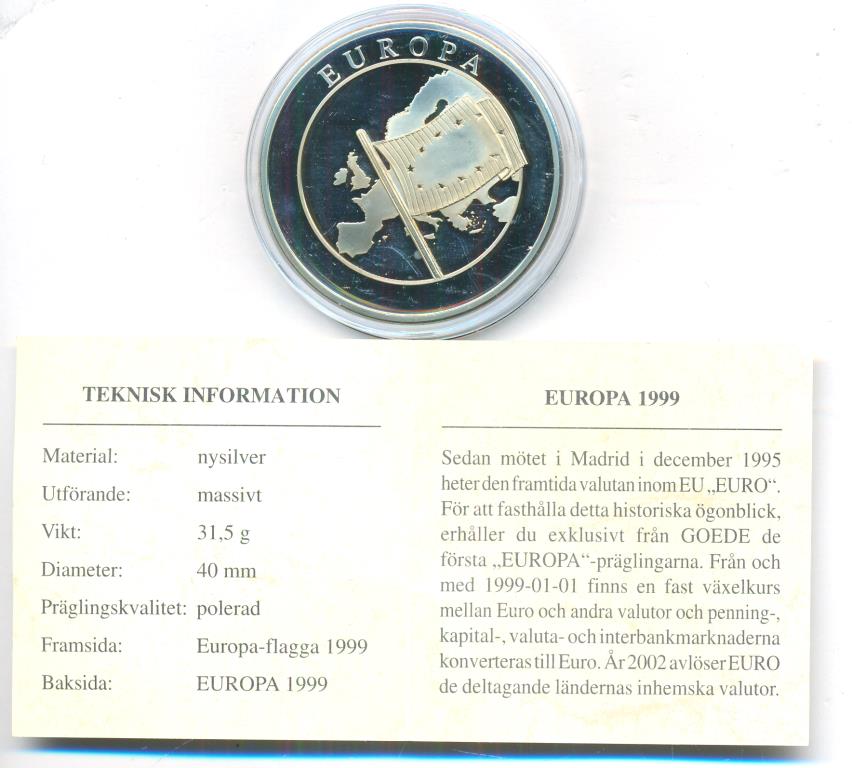 EUROPA
TEKNISK INFORMATION
Material: nysilver
Utförande: massivt
Vikt: 31,5 g
Diameter: 40 mm
Präglingskvalitet: polerad
Framsida: Europa-flagga 1999
Baksida: EUROPA 1999
EUROPA 1999
Sedan mötet i Madrid i december 1995
heter den framtida valutan inom EU „EURO“.
För att fasthålla detta historiska ögonblick,
erhåller du exklusivt från GOEDE de
första „EUROPA“-präglingarna. Från och
med 1999-01-01 finns en fast växelkurs
mellan Euro och andra valutor och penning-,
kapital-, valuta- och interbankmarknaderna
konverteras till Euro. År 2002 avlöser EURO
de deltagande ländernas inhemska valutor.